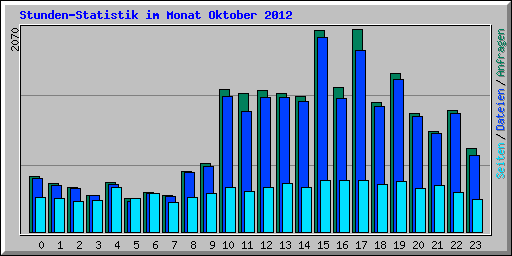 Stunden-Statistik im Monat Oktober 2012
2070
Seiten / Dateien / Anfragen
0 1 2 3 4 5 6 7 8 9 10 11 12 13 14 15 16 17 18 19 20 21 22 23